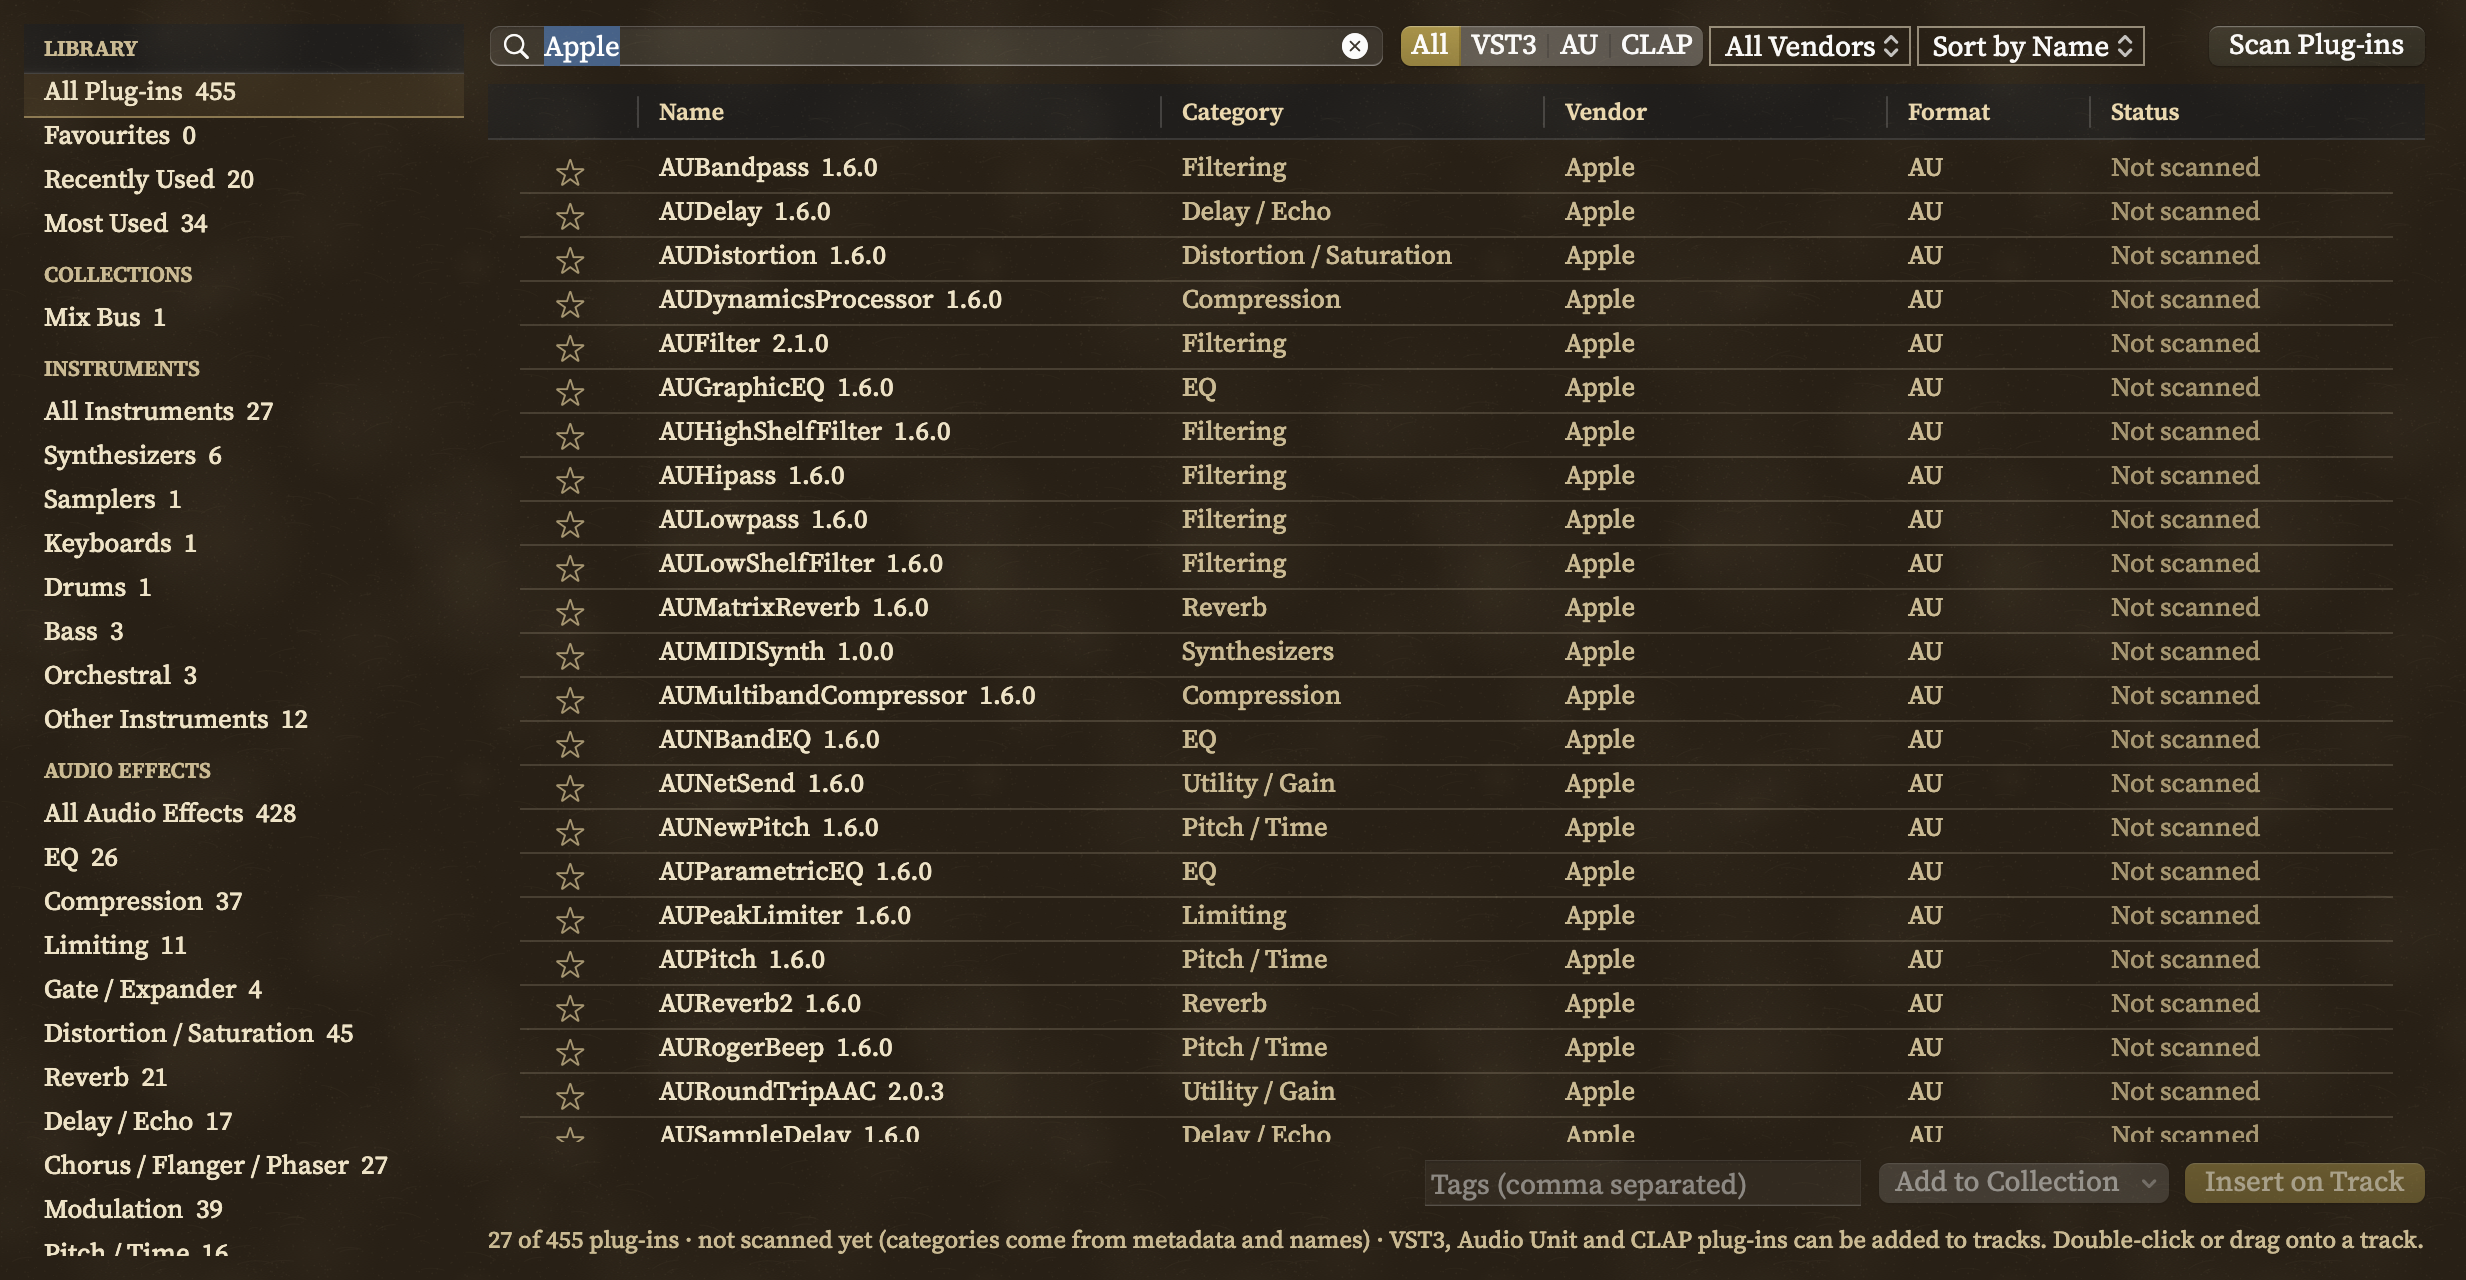 LIBRARY
All Plug-ins 455
Favourites 0
Recently Used 20
Most Used 34
COLLECTIONS
Mix Bus 1
INSTRUMENTS
All Instruments 27
Synthesizers 6
Samplers 1
Keyboards 1
Drums 1
Bass 3
Orchestral 3
Other Instruments 12
AUDIO EFFECTS
All Audio Effects 428
EQ 26
Compression 37
Limiting 11
Gate / Expander 4
Distortion / Saturation 45
Reverb 21
Delay / Echo 17
Chorus / Flanger / Phaser 27
Modulation 39
Pitch / Time 16
Apple All VST3 AU CLAP All Vendors Sort by Name Scan Plug-ins
Name Category Vendor Format Status
AUBandpass 1.6.0 Filtering Apple AU Not scanned
AUDelay 1.6.0 Delay / Echo Apple AU Not scanned
AUDistortion 1.6.0 Distortion / Saturation Apple AU Not scanned
AUDynamicsProcessor 1.6.0 Compression Apple AU Not scanned
AUFilter 2.1.0 Filtering Apple AU Not scanned
AUGraphicEQ 1.6.0 EQ Apple AU Not scanned
AUHighShelfFilter 1.6.0 Filtering Apple AU Not scanned
AUHipass 1.6.0 Filtering Apple AU Not scanned
AULowpass 1.6.0 Filtering Apple AU Not scanned
AULowShelfFilter 1.6.0 Filtering Apple AU Not scanned
AUMatrixReverb 1.6.0 Reverb Apple AU Not scanned
AUMIDISynth 1.0.0 Synthesizers Apple AU Not scanned
AUMultibandCompressor 1.6.0 Compression Apple AU Not scanned
AUNBandEQ 1.6.0 EQ Apple AU Not scanned
AUNetSend 1.6.0 Utility / Gain Apple AU Not scanned
AUNewPitch 1.6.0 Pitch / Time Apple AU Not scanned
AUParametricEQ 1.6.0 EQ Apple AU Not scanned
AUPeakLimiter 1.6.0 Limiting Apple AU Not scanned
AUPitch 1.6.0 Pitch / Time Apple AU Not scanned
AUReverb2 1.6.0 Reverb Apple AU Not scanned
AURogerBeep 1.6.0 Pitch / Time Apple AU Not scanned
AURoundTripAAC 2.0.3 Utility / Gain Apple AU Not scanned
AUSampleDelay 1.6.0 Delay / Echo Apple AU Not scanned
Tags (comma separated) Add to Collection Insert on Track
27 of 455 plug-ins · not scanned yet (categories come from metadata and names) · VST3, Audio Unit and CLAP plug-ins can be added to tracks. Double-click or drag onto a track.